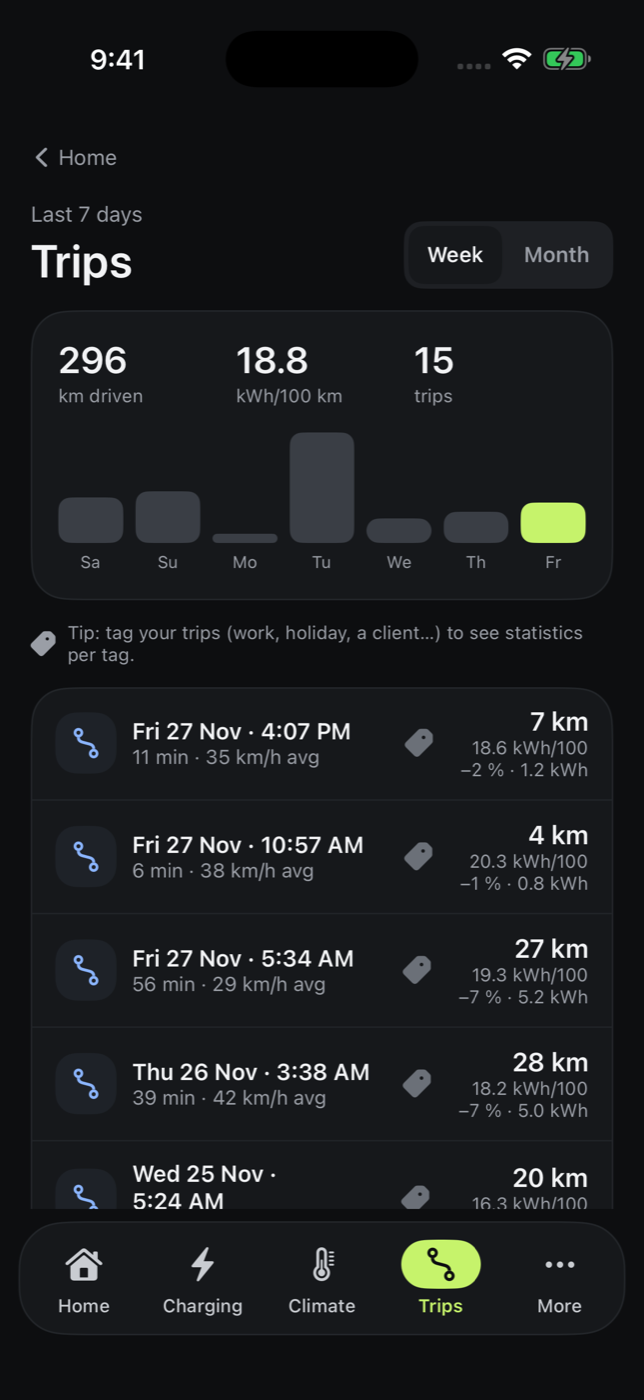 9:41
Home
Last 7 days
Trips
Week
Month
296
km driven
18.8
kWh/100 km
15
trips
Sa
Su
Mo
Tu
We
Th
Fr
Tip: tag your trips (work, holiday, a client…) to see statistics
per tag.
Fri 27 Nov · 4:07 PM
11 min · 35 km/h avg
7 km
18.6 kWh/100
−2 % · 1.2 kWh
Fri 27 Nov · 10:57 AM
6 min · 38 km/h avg
4 km
20.3 kWh/100
−1 % · 0.8 kWh
Fri 27 Nov · 5:34 AM
56 min · 29 km/h avg
27 km
19.3 kWh/100
−7 % · 5.2 kWh
Thu 26 Nov · 3:38 AM
39 min · 42 km/h avg
28 km
18.2 kWh/100
−7 % · 5.0 kWh
Wed 25 Nov ·
5:24 AM
20 km
16.3 kWh/100
Home
Charging
Climate
Trips
More